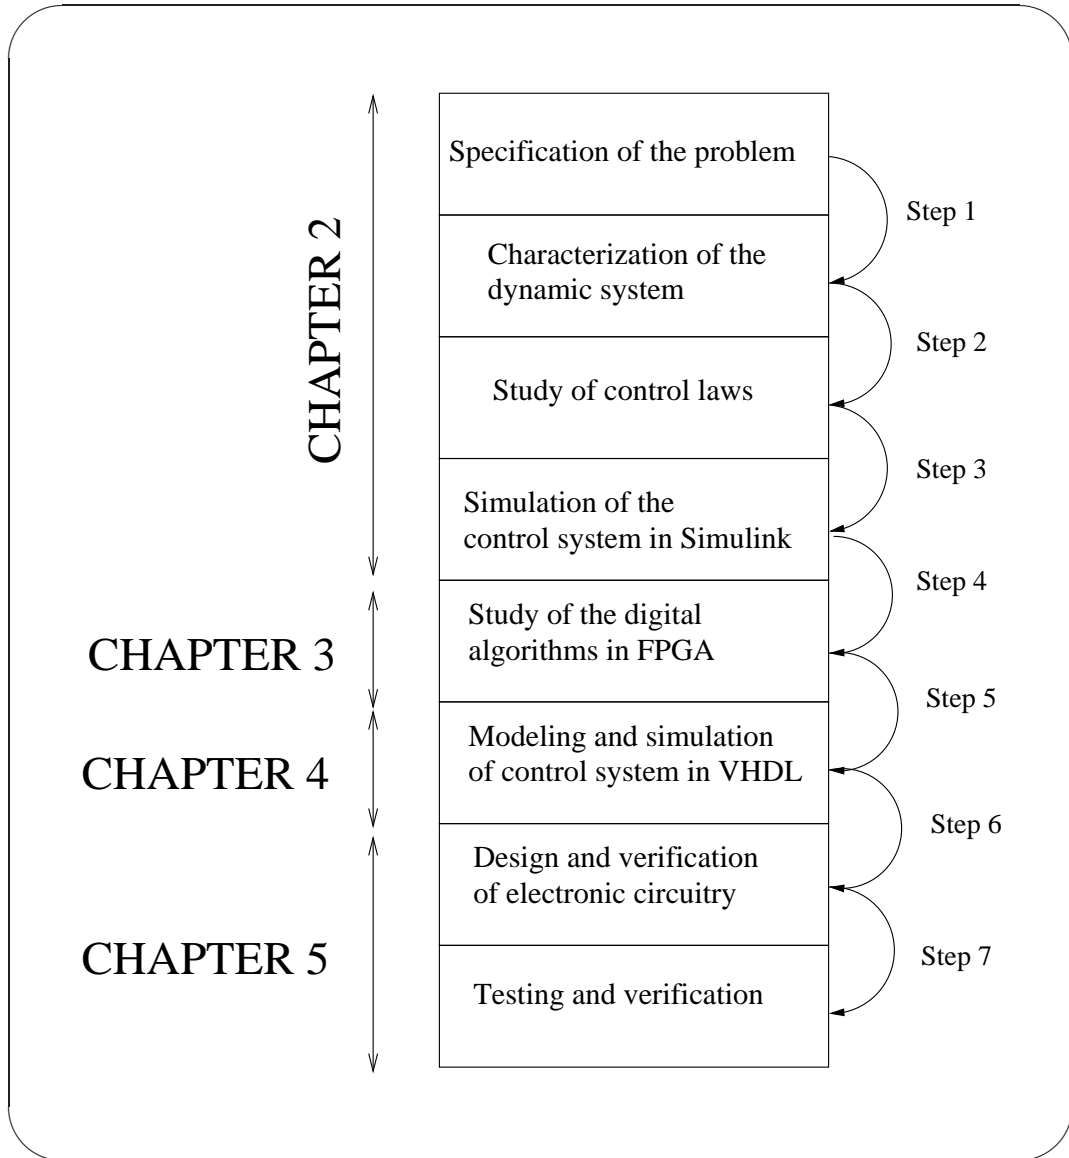 Specification of the problem
Step 1
CHAPTER 2
Characterization of the
dynamic system
Step 2
Study of control laws
Step 3
Simulation of the
control system in Simulink
Step 4
CHAPTER 3
Study of the digital
algorithms in FPGA
Step 5
CHAPTER 4
Modeling and simulation
of control system in VHDL
Step 6
Design and verification
of electronic circuitry
CHAPTER 5
Step 7
Testing and verification